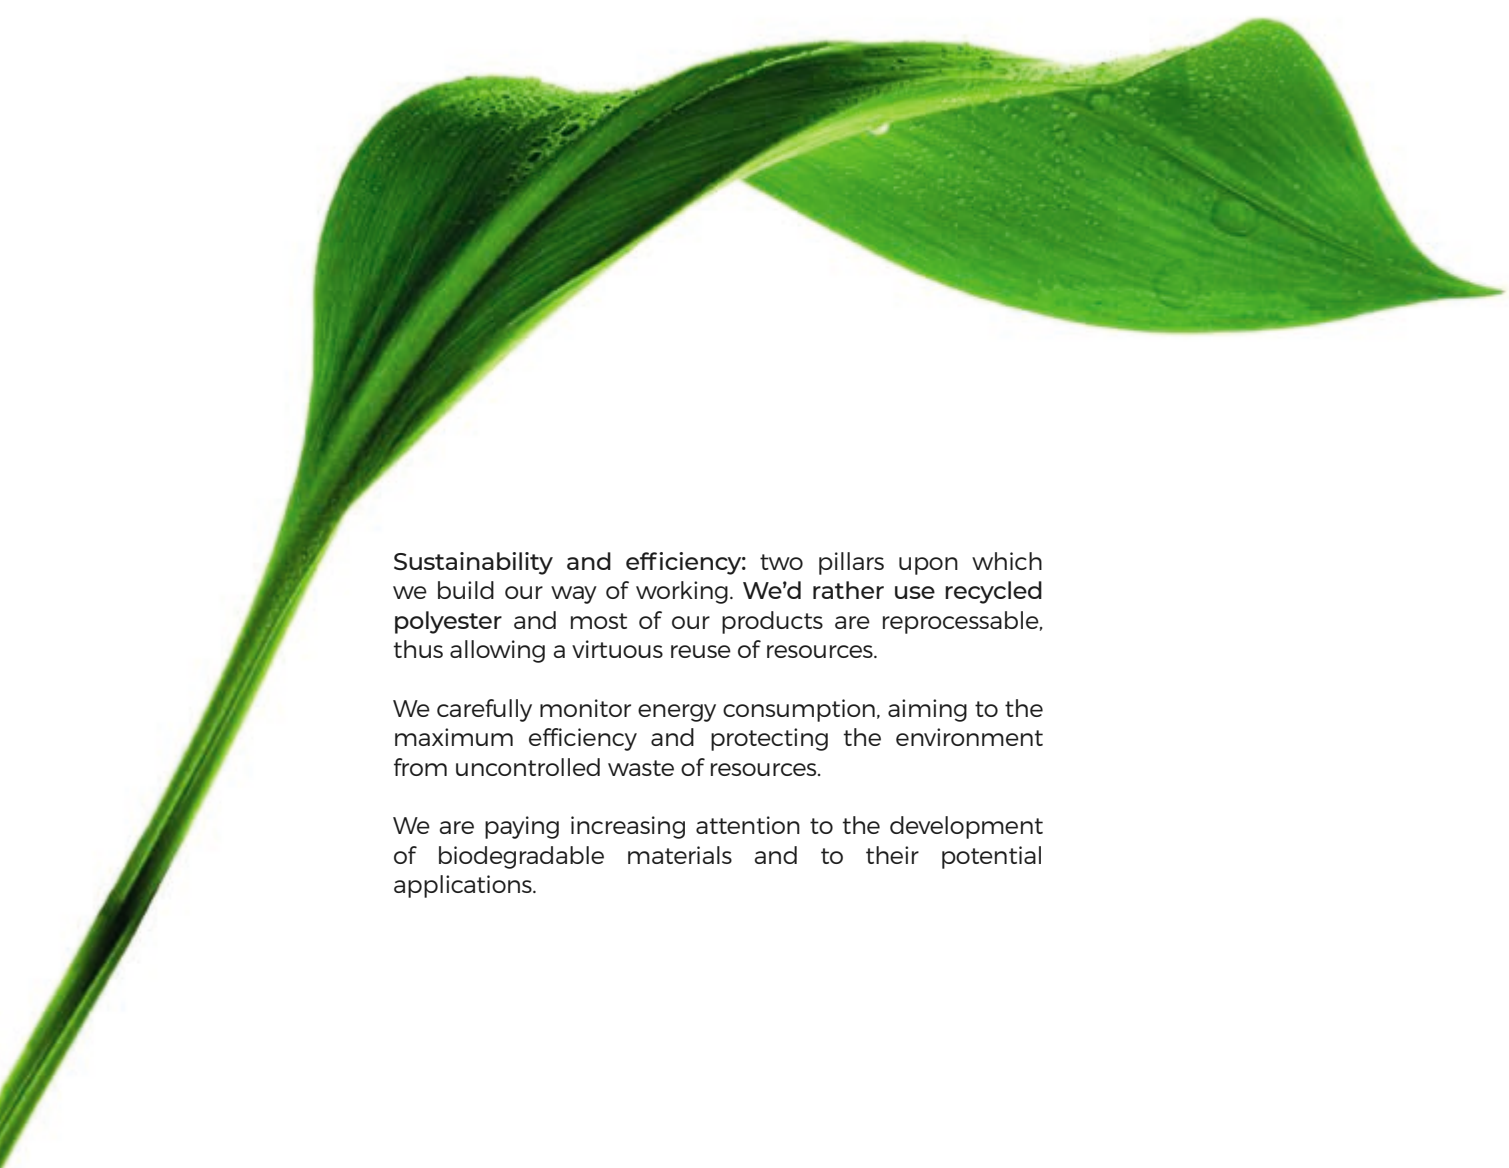 Sustainability and efficiency: two pillars upon which
we build our way of working. We’d rather use recycled
polyester and most of our products are reprocessable,
thus allowing a virtuous reuse of resources.
We carefully monitor energy consumption, aiming to the
maximum efficiency and protecting the environment
from uncontrolled waste of resources.
We are paying increasing attention to the development
of biodegradable materials and to their potential
applications.